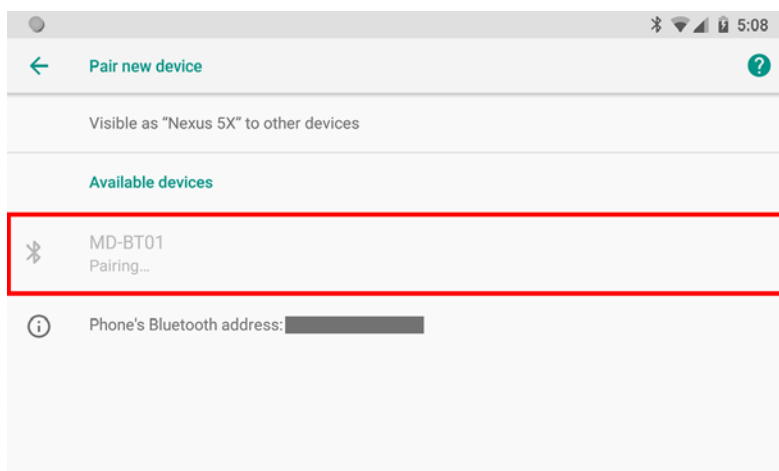 5:08
Pair new device
Visible as “Nexus 5X” to other devices
Available devices
MD-BT01
Pairing…
Phone's Bluetooth address: